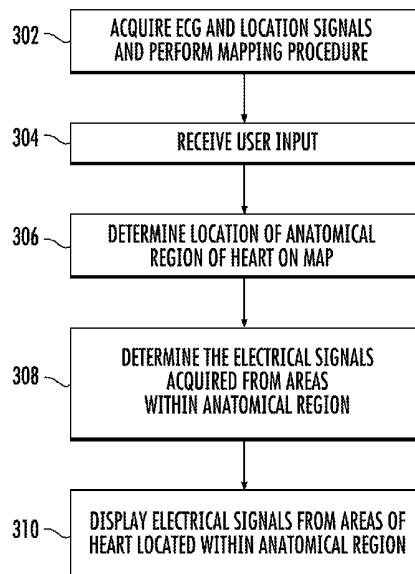 302
ACQUIRE ECG AND LOCATION SIGNALS
AND PERFORM MAPPING PROCEDURE
304
RECEIVE USER INPUT
306
DETERMINE LOCATION OF ANATOMICAL
REGION OF HEART ON MAP
308
DETERMINE THE ELECTRICAL SIGNALS
ACQUIRED FROM AREAS
WITHIN ANATOMICAL REGION
310
DISPLAY ELECTRICAL SIGNALS FROM AREAS OF
HEART LOCATED WITHIN ANATOMICAL REGION